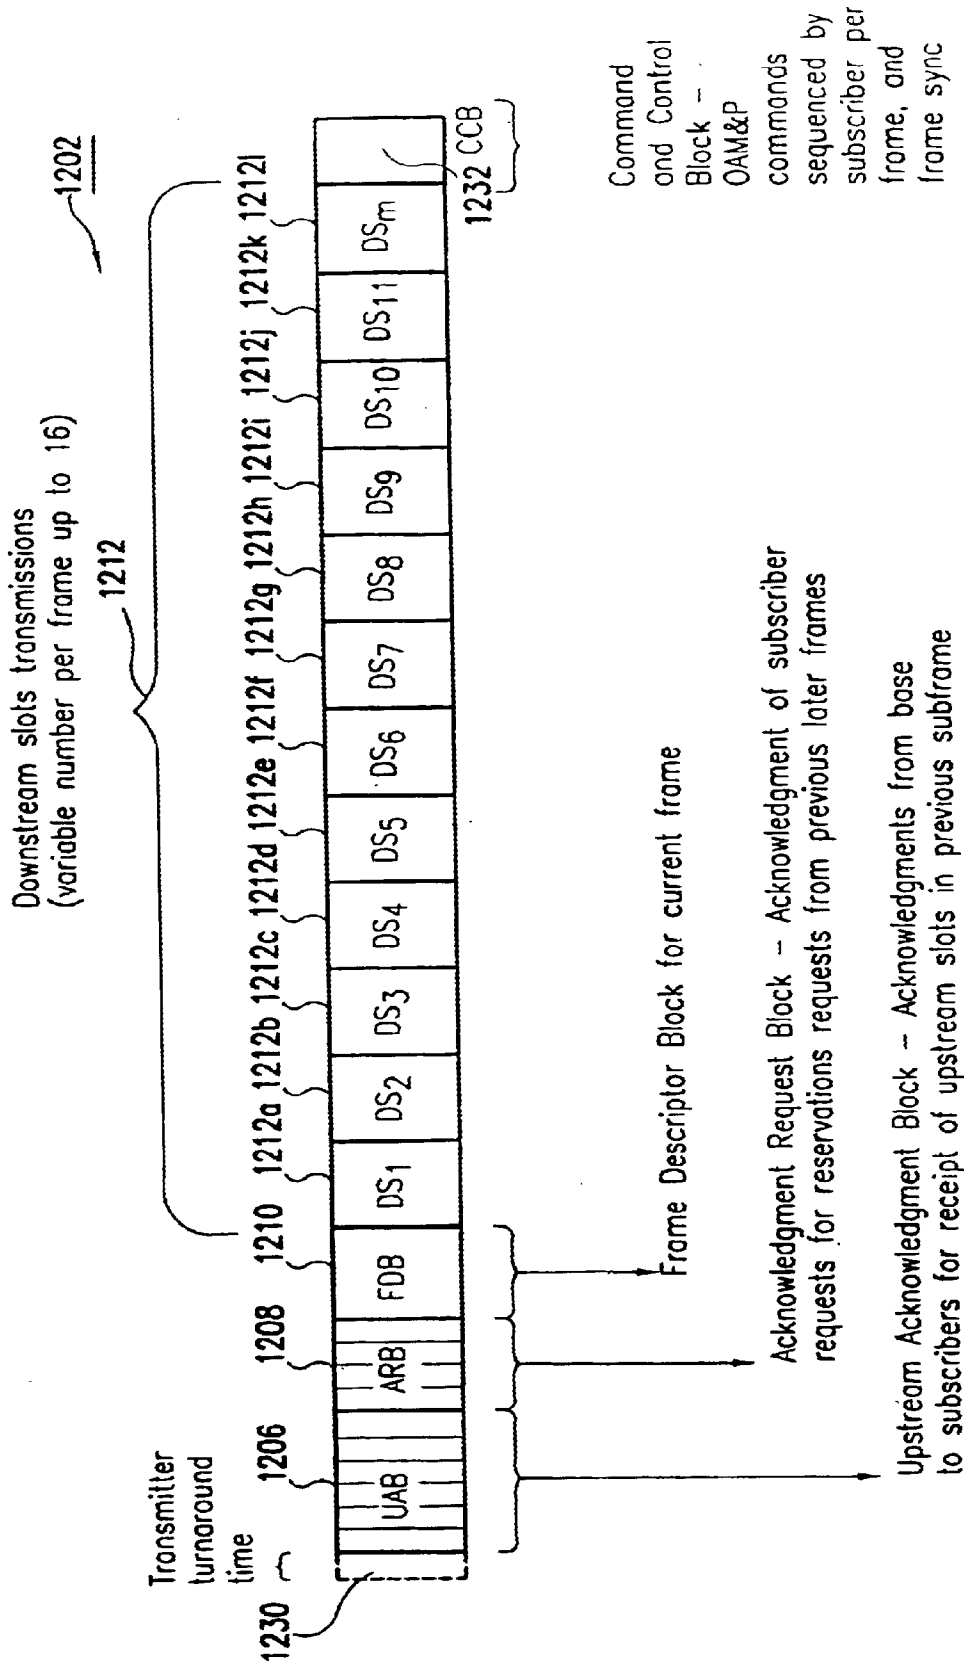 Downstream slots transmissions
(variable number per frame up to 16)
1212
1202
Transmitter
turnaround
time
1230
1206
1208
1210
1212a
1212b
1212c
1212d
1212e
1212f
1212g
1212h
1212i
1212j
1212k
1212l
UAB
ARB
FDB
DS1
DS2
DS3
DS4
DS5
DS6
DS7
DS8
DS9
DS10
DS11
DSm
1232
CCB
Frame Descriptor Block for current frame
Acknowledgment Request Block – Acknowledgment of subscriber
requests for reservations requests from previous later frames
Upstream Acknowledgment Block – Acknowledgments from base
to subscribers for receipt of upstream slots in previous subframe
Command
and Control
Block –
OAM&P
commands
sequenced by
subscriber per
frame, and
frame sync